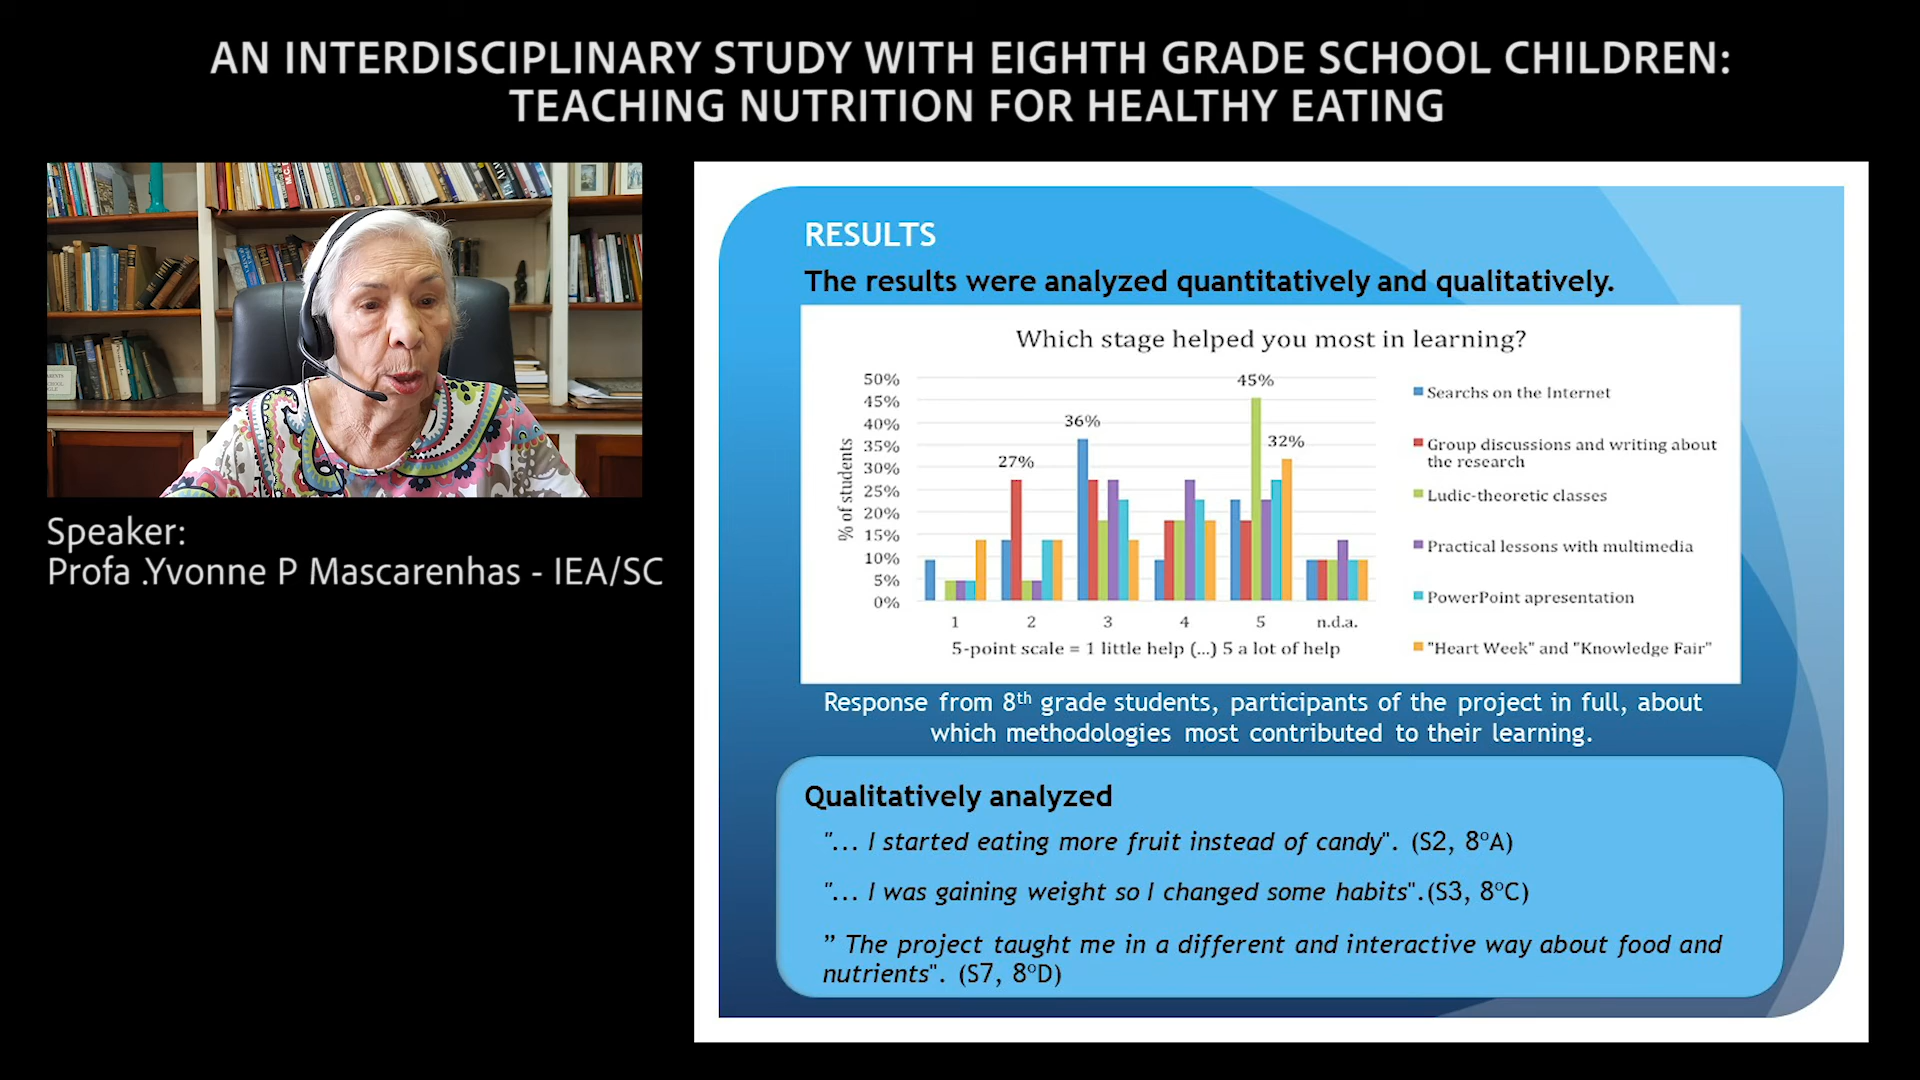 AN INTERDISCIPLINARY STUDY WITH EIGHTH GRADE SCHOOL CHILDREN:
TEACHING NUTRITION FOR HEALTHY EATING
Speaker:
Profa .Yvonne P Mascarenhas - IEA/SC
RESULTS
The results were analyzed quantitatively and qualitatively.
Which stage helped you most in learning?
% of students
50%
45%
40%
35%
30%
25%
20%
15%
10%
5%
0%
27%
36%
45%
32%
1 2 3 4 5 n.d.a.
5-point scale = 1 little help (...) 5 a lot of help
Searchs on the Internet
Group discussions and writing about
the research
Ludic-theoretic classes
Practical lessons with multimedia
PowerPoint apresentation
"Heart Week" and "Knowledge Fair"
Response from 8th grade students, participants of the project in full, about
which methodologies most contributed to their learning.
Qualitatively analyzed
"... I started eating more fruit instead of candy". (S2, 8ºA)
"... I was gaining weight so I changed some habits".(S3, 8ºC)
” The project taught me in a different and interactive way about food and
nutrients". (S7, 8ºD)